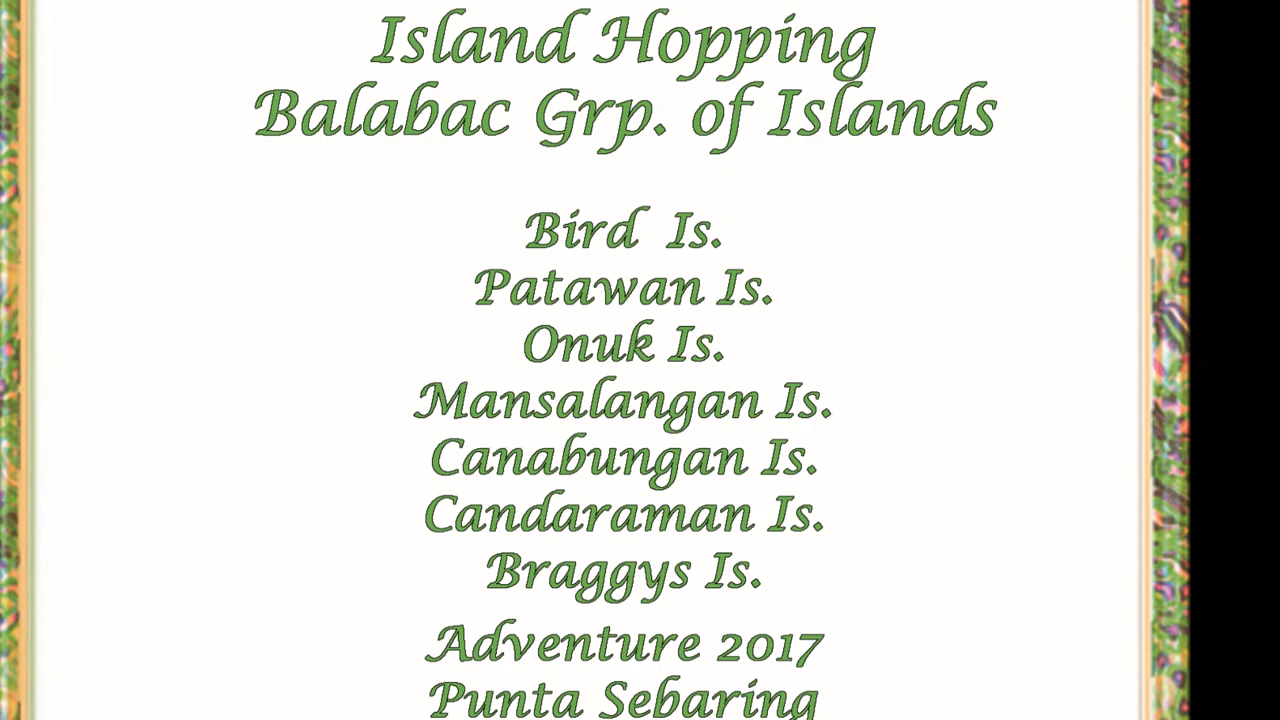 Island Hopping
Balabac Grp. of Islands
Bird Is.
Patawan Is.
Onuk Is.
Mansalangan Is.
Canabungan Is.
Candaraman Is.
Braggys Is.
Adventure 2017
Punta Sebaring